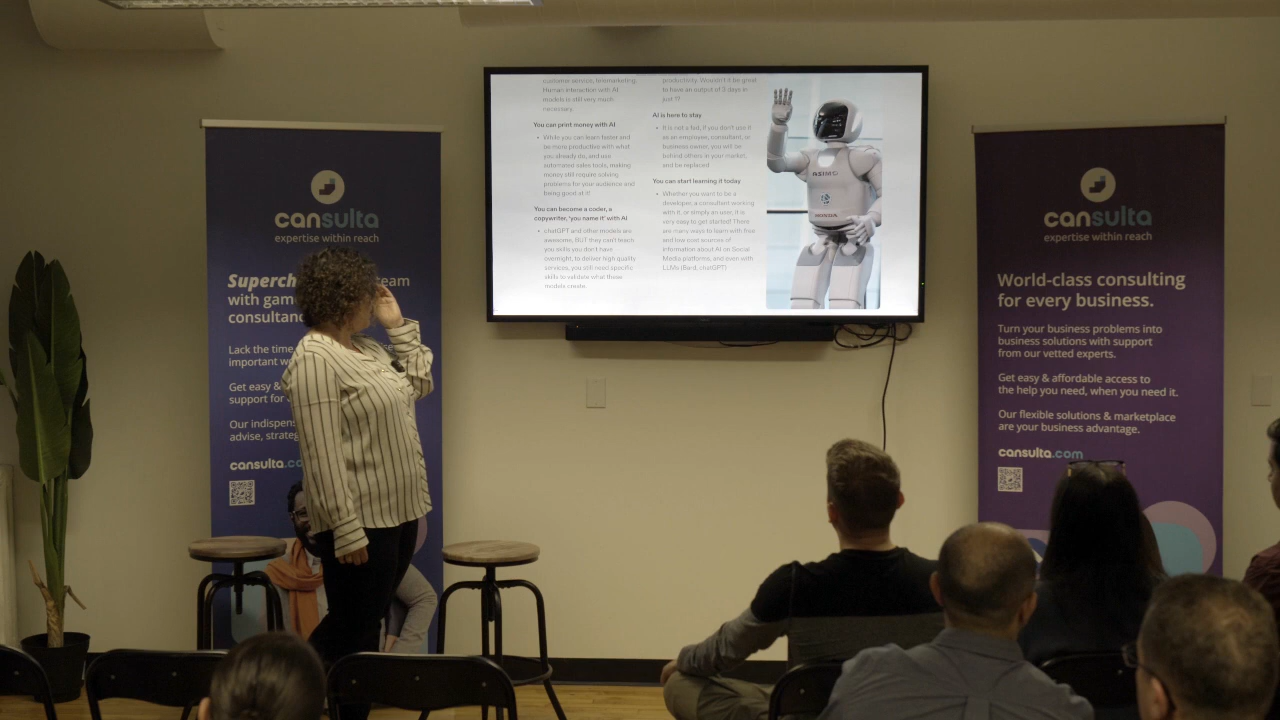 cansulta
expertise within reach
Superch
eam
with gam
consultanc
Lack the time
important wo
Get easy &
support for
Our indispens
advise, strateg
cansulta.co
customer service, telemarketing.
Human interaction with AI
models is still very much
necessary.
You can print money with AI
• While you can learn faster and
be more productive with what
you already do, and use
automated sales tools, making
money still require solving
problems for your audience and
being good at it!
You can become a coder, a
copywriter, 'you name it' with AI
• chatGPT and other models are
awesome, BUT they can't teach
you skills you don't have
overnight, to deliver high quality
services, you still need specific
skills to validate what these
models create.
productivity. Wouldn't it be great
to have an output of 3 days in
just 1?
AI is here to stay
• It is not a fad, if you don't use it
as an employee, consultant, or
business owner, you will be
behind others in your market,
and be replaced
You can start learning it today
• Whether you want to be a
developer, a consultant working
with it, or simply an user, it is
very easy to get started! There
are many ways to learn with free
and low cost sources of
information about AI on Social
Media platforms, and even with
LLMs (Bard, chatGPT)
ASIMO
HONDA
cansulta
expertise within reach
World-class consulting
for every business.
Turn your business problems into
business solutions with support
from our vetted experts.
Get easy & affordable access to
the help you need, when you need it.
Our flexible solutions & marketplace
are your business advantage.
cansulta.com